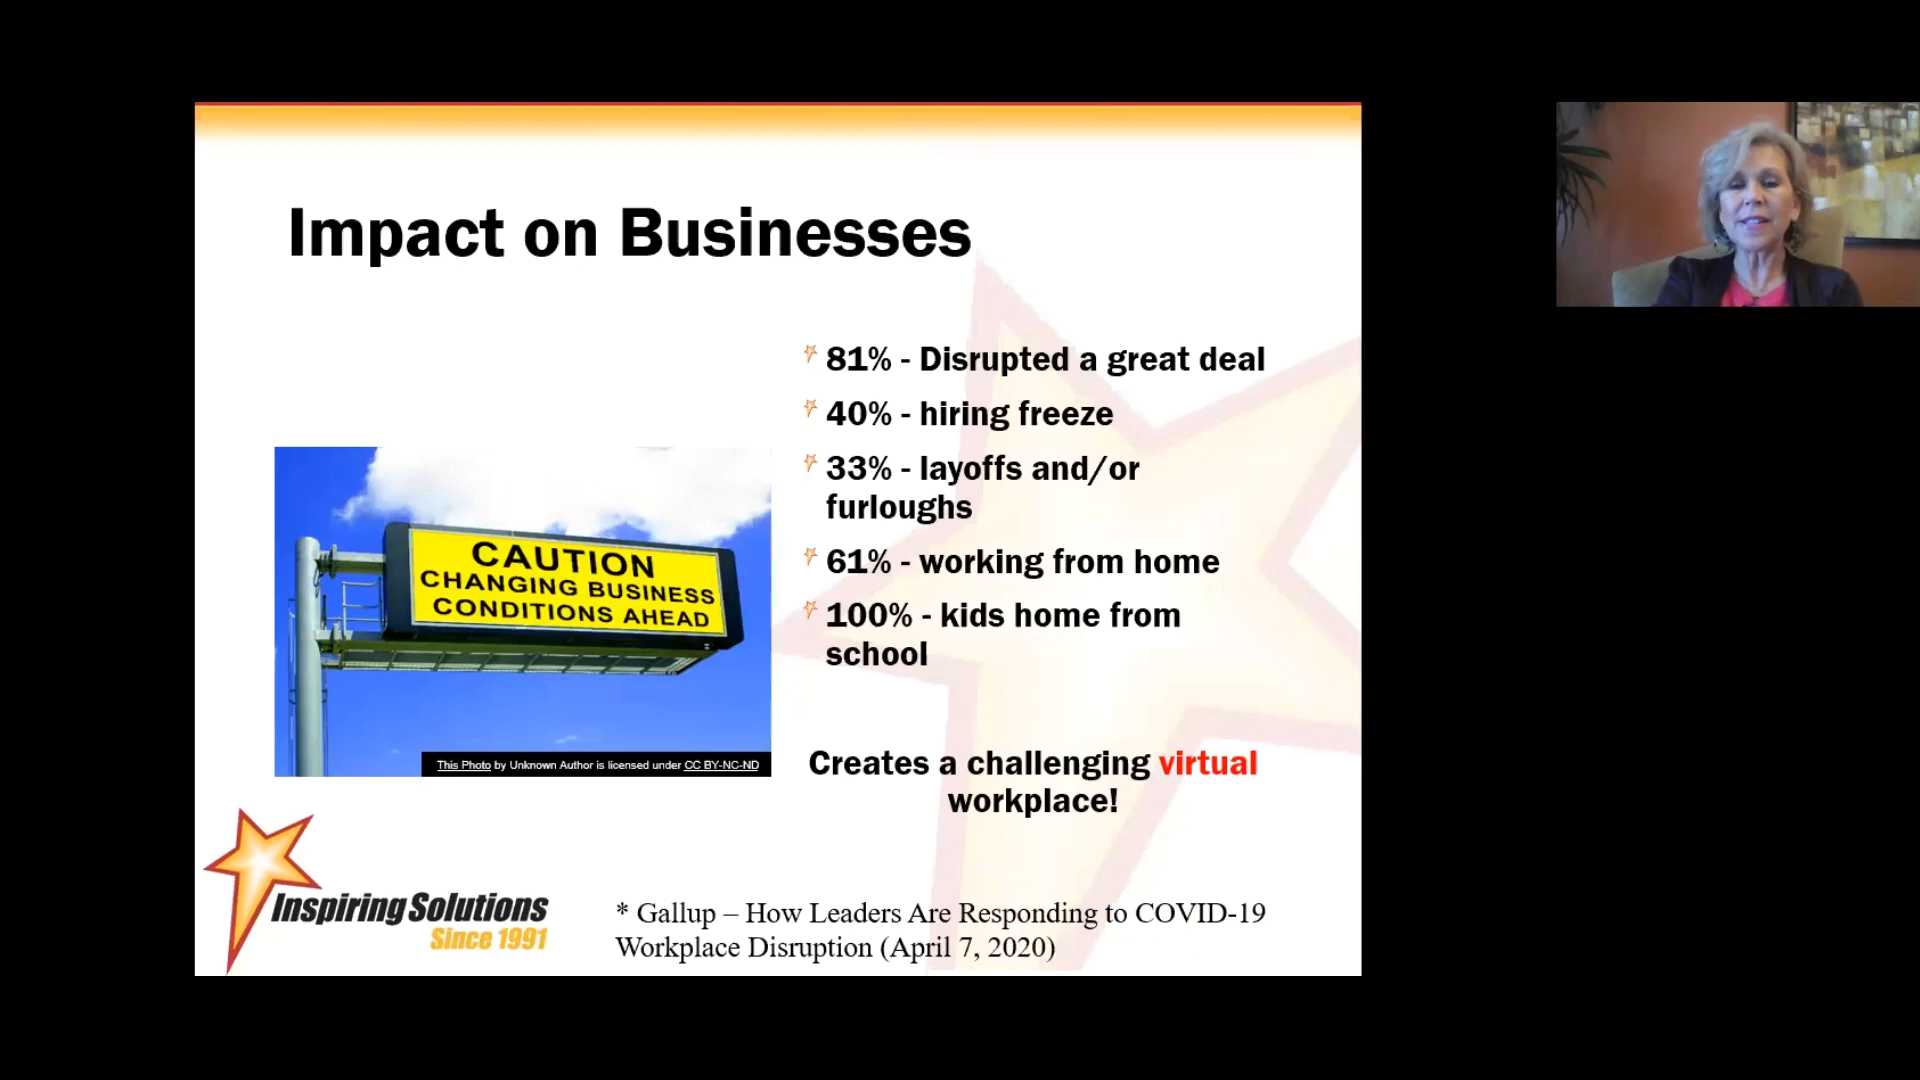 Impact on Businesses
81% - Disrupted a great deal
40% - hiring freeze
33% - layoffs and/or
furloughs
61% - working from home
100% - kids home from
school
CAUTION
CHANGING BUSINESS
CONDITIONS AHEAD
This Photo by Unknown Author is licensed under CC BY-NC-ND
Creates a challenging virtual
workplace!
Inspiring Solutions
Since 1991
* Gallup – How Leaders Are Responding to COVID-19
Workplace Disruption (April 7, 2020)